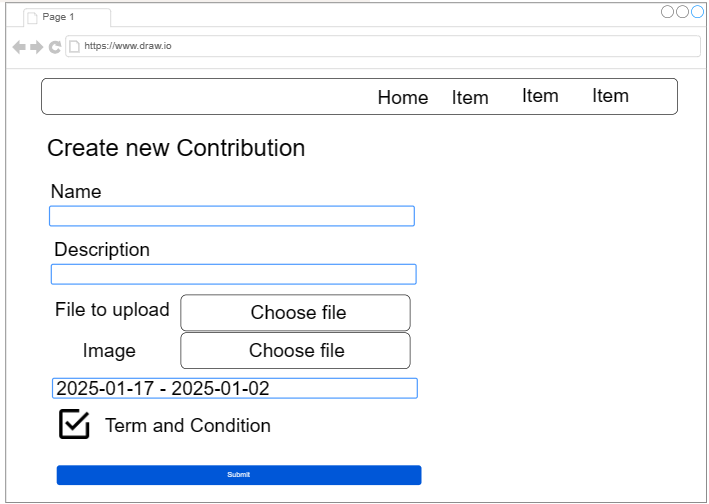 Page 1
https://www.draw.io
Home Item Item Item
Create new Contribution
Name
Description
File to upload Choose file
Image Choose file
2025-01-17 - 2025-01-02
Term and Condition
Submit